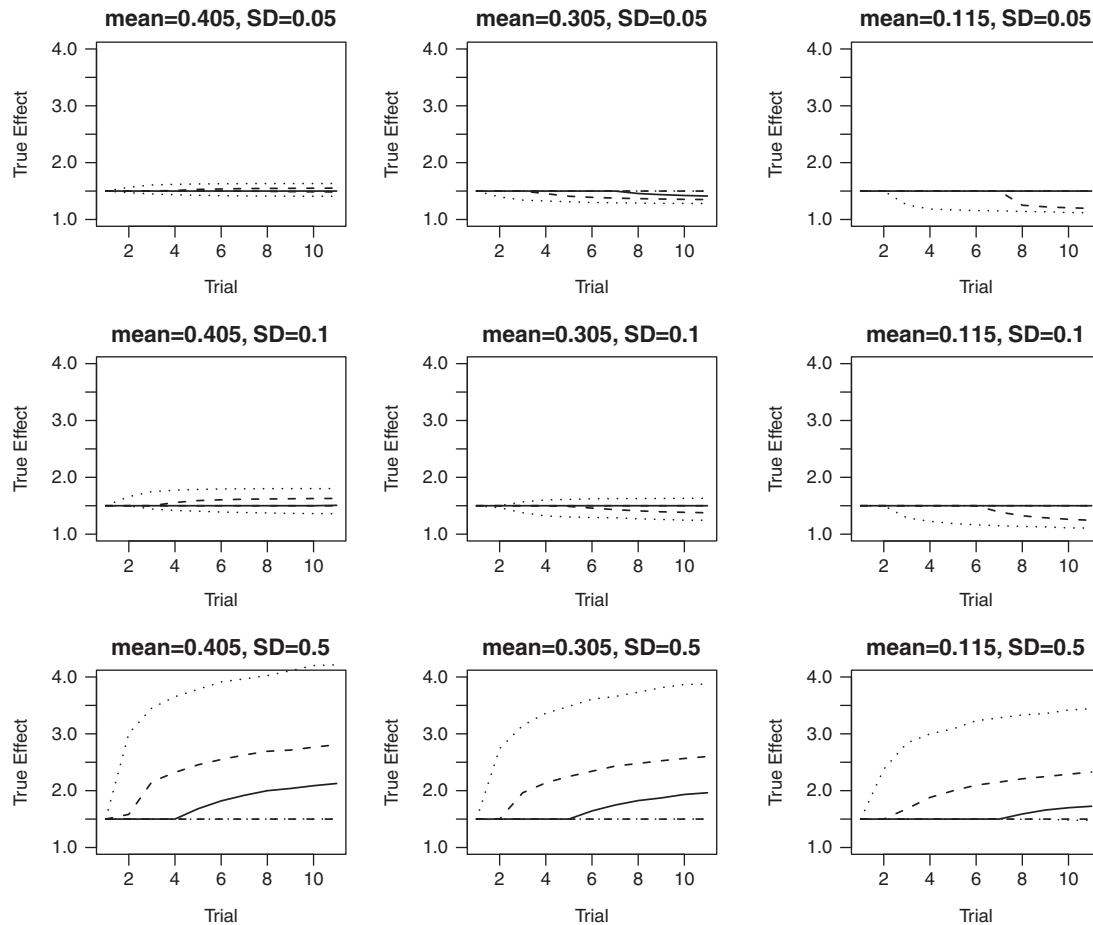 mean=0.405, SD=0.05
mean=0.305, SD=0.05
mean=0.115, SD=0.05
True Effect
4.0
3.0
2.0
1.0
2 4 6 8 10
Trial
True Effect
4.0
3.0
2.0
1.0
2 4 6 8 10
Trial
True Effect
4.0
3.0
2.0
1.0
2 4 6 8 10
Trial
mean=0.405, SD=0.1
mean=0.305, SD=0.1
mean=0.115, SD=0.1
True Effect
4.0
3.0
2.0
1.0
2 4 6 8 10
Trial
True Effect
4.0
3.0
2.0
1.0
2 4 6 8 10
Trial
True Effect
4.0
3.0
2.0
1.0
2 4 6 8 10
Trial
mean=0.405, SD=0.5
mean=0.305, SD=0.5
mean=0.115, SD=0.5
True Effect
4.0
3.0
2.0
1.0
2 4 6 8 10
Trial
True Effect
4.0
3.0
2.0
1.0
2 4 6 8 10
Trial
True Effect
4.0
3.0
2.0
1.0
2 4 6 8 10
Trial